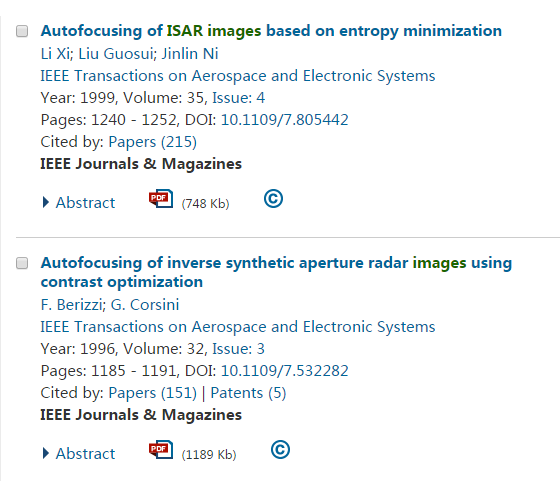 Autofocusing of ISAR images based on entropy minimization
Li Xi; Liu Guosui; Jinlin Ni
IEEE Transactions on Aerospace and Electronic Systems
Year: 1999, Volume: 35, Issue: 4
Pages: 1240 - 1252, DOI: 10.1109/7.805442
Cited by: Papers (215)
IEEE Journals & Magazines
Abstract PDF (748 Kb) ©
Autofocusing of inverse synthetic aperture radar images using
contrast optimization
F. Berizzi; G. Corsini
IEEE Transactions on Aerospace and Electronic Systems
Year: 1996, Volume: 32, Issue: 3
Pages: 1185 - 1191, DOI: 10.1109/7.532282
Cited by: Papers (151) | Patents (5)
IEEE Journals & Magazines
Abstract PDF (1189 Kb) ©